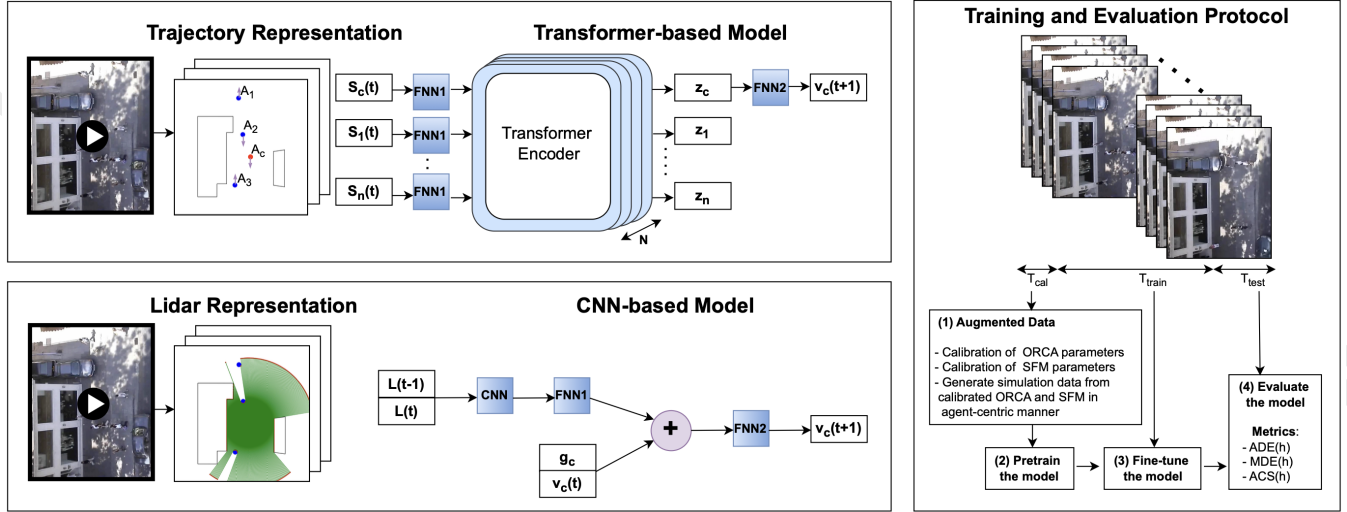 Trajectory Representation
Transformer-based Model
A1
A2
Ac
A3
Sc(t)
S1(t)
Sn(t)
FNN1
FNN1
FNN1
Transformer
Encoder
N
zc
z1
zn
FNN2
vc(t+1)
Lidar Representation
CNN-based Model
L(t-1)
L(t)
CNN
FNN1
gc
vc(t)
+
FNN2
vc(t+1)
Training and Evaluation Protocol
Tcal
Ttrain
Ttest
(1) Augmented Data
- Calibration of ORCA parameters
- Calibration of SFM parameters
- Generate simulation data from
calibrated ORCA and SFM in
agent-centric manner
(2) Pretrain
the model
(3) Fine-tune
the model
(4) Evaluate
the model
Metrics:
- ADE(h)
- MDE(h)
- ACS(h)